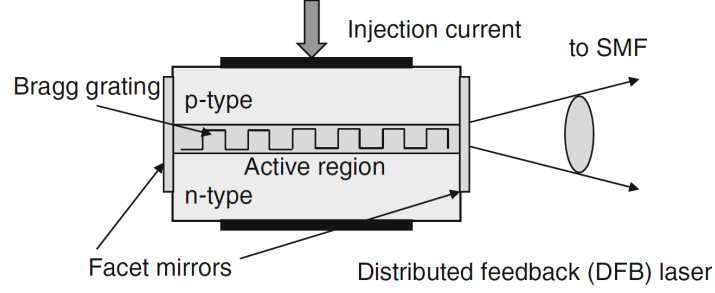 Injection current
to SMF
Bragg grating
p-type
Active region
n-type
Facet mirrors
Distributed feedback (DFB) laser